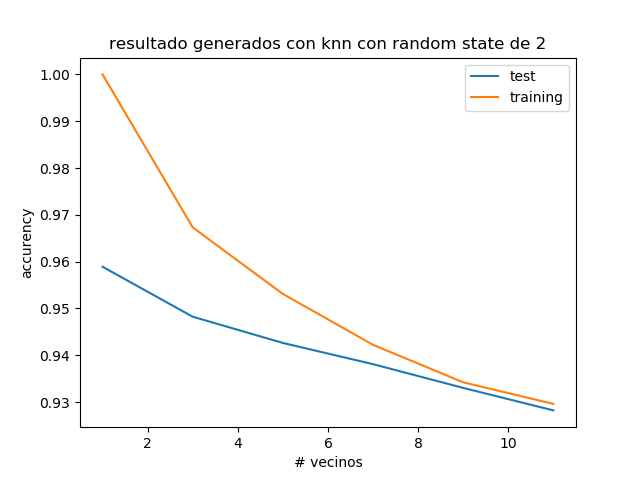 resultado generados con knn con random state de 2
test
training
accurency
1.00
0.99
0.98
0.97
0.96
0.95
0.94
0.93
2 4 6 8 10
# vecinos